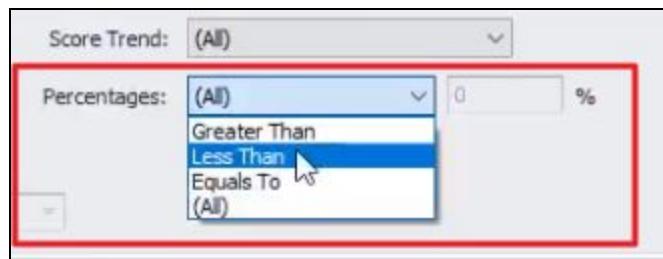 Score Trend: (All)
Percentages: (All) 0 %
Greater Than
Less Than
Equals To
(All)